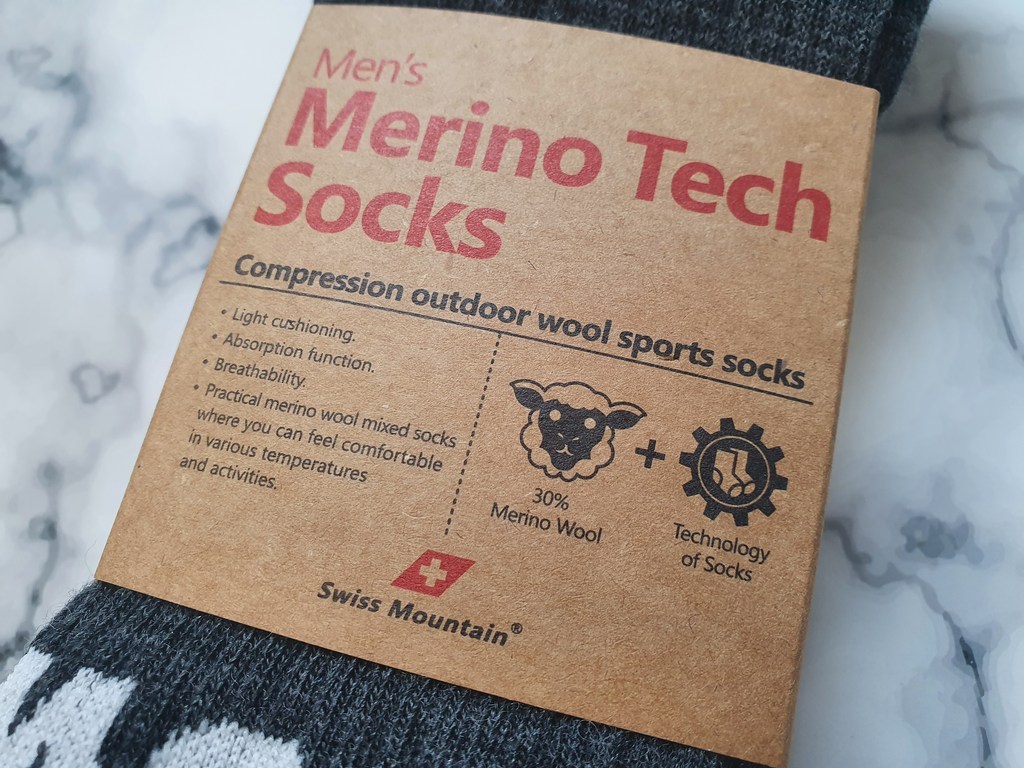 Men's
Merino Tech
Socks
Compression outdoor wool sports socks
• Light cushioning.
• Absorption function.
• Breathability.
• Practical merino wool mixed socks
where you can feel comfortable
in various temperatures
and activities.
30%
Merino Wool
+
Technology
of Socks
Swiss Mountain®